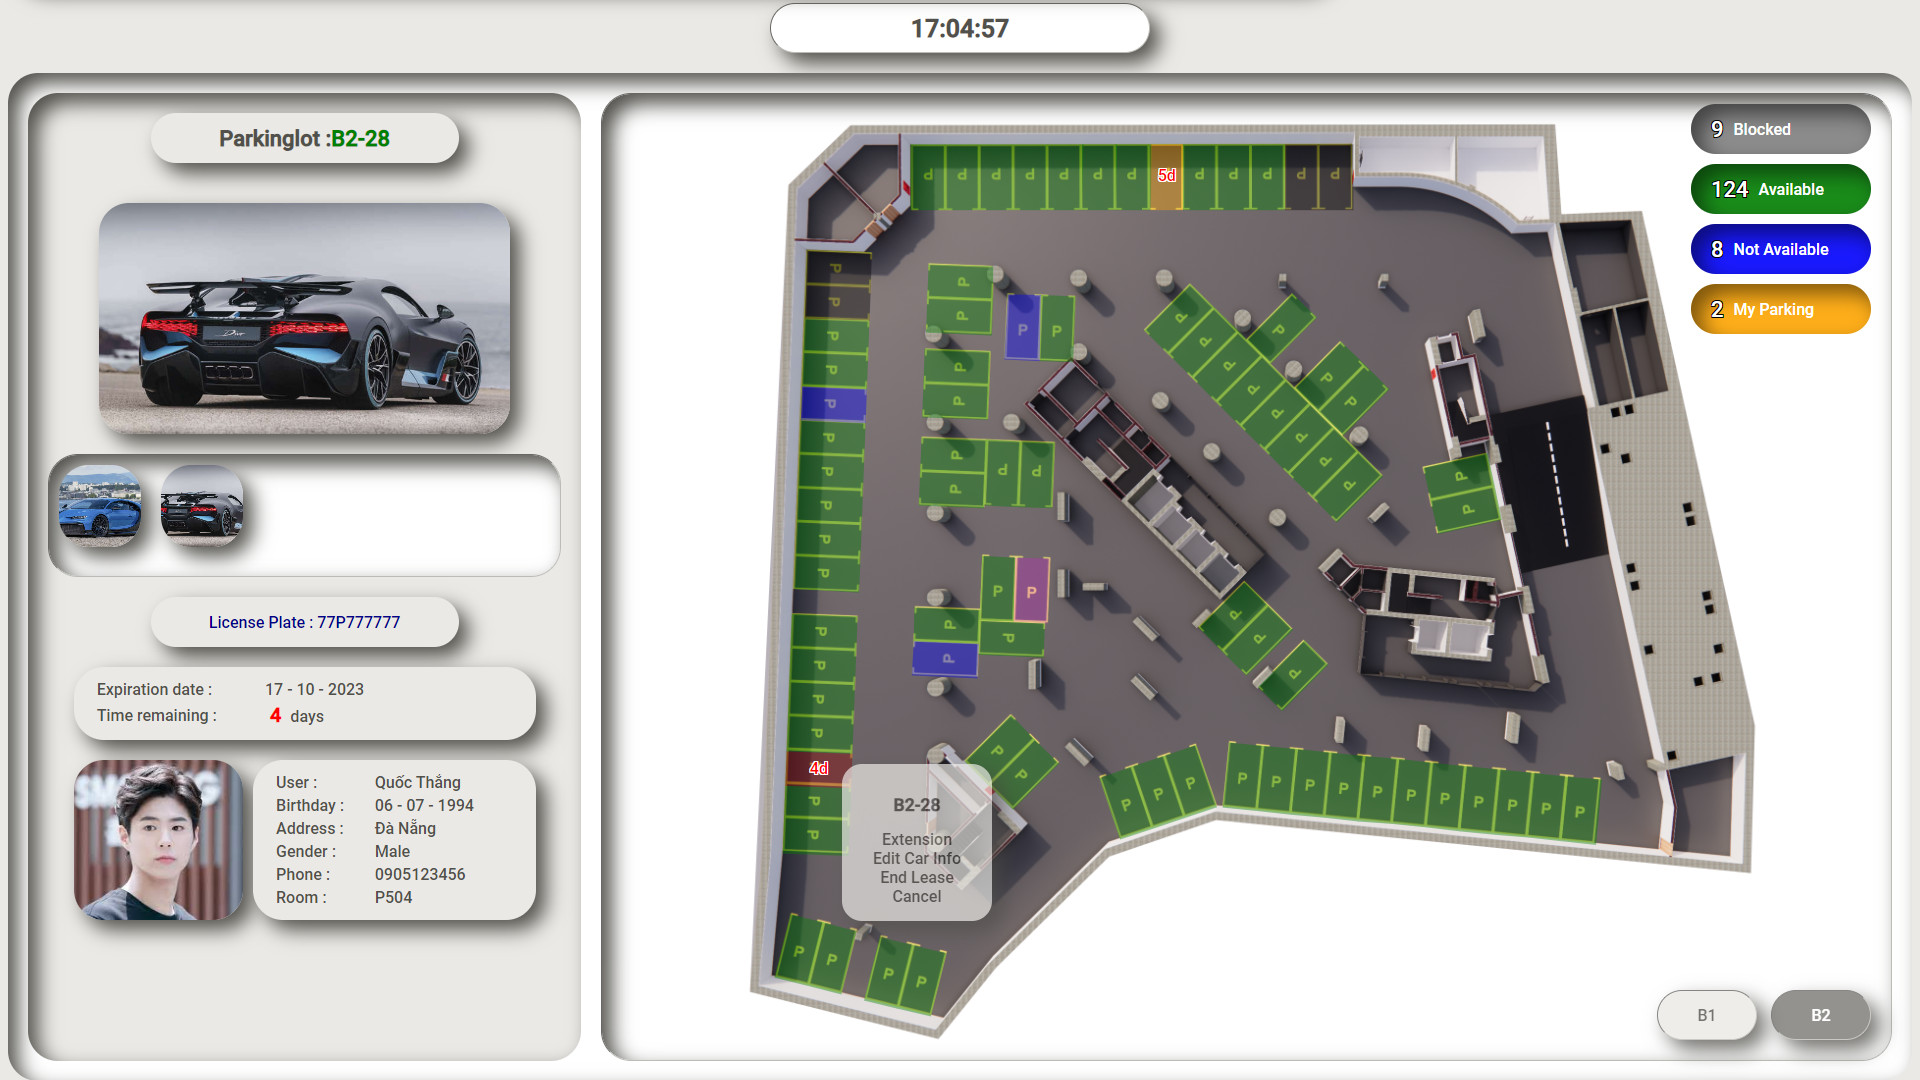 17:04:57
Parkinglot :B2-28
Divo
License Plate : 77P777777
Expiration date : 17 - 10 - 2023
Time remaining : 4 days
User : Quốc Thắng
Birthday : 06 - 07 - 1994
Address : Đà Nẵng
Gender : Male
Phone : 0905123456
Room : P504
5d
4d
B2-28
Extension
Edit Car Info
End Lease
Cancel
9 Blocked
124 Available
8 Not Available
2 My Parking
B1
B2